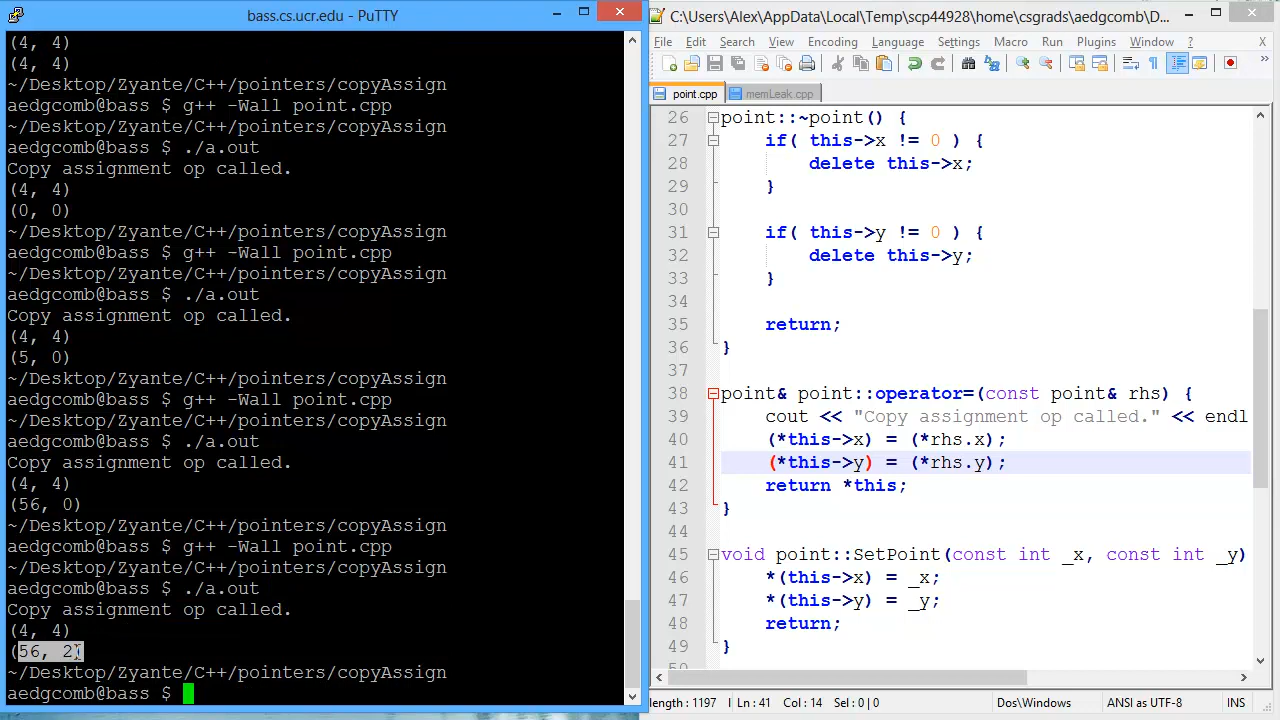 bass.cs.ucr.edu - PuTTY
(4, 4)
(4, 4)
~/Desktop/Zyante/C++/pointers/copyAssign
aedgcomb@bass $ g++ -Wall point.cpp
~/Desktop/Zyante/C++/pointers/copyAssign
aedgcomb@bass $ ./a.out
Copy assignment op called.
(4, 4)
(0, 0)
~/Desktop/Zyante/C++/pointers/copyAssign
aedgcomb@bass $ g++ -Wall point.cpp
~/Desktop/Zyante/C++/pointers/copyAssign
aedgcomb@bass $ ./a.out
Copy assignment op called.
(4, 4)
(5, 0)
~/Desktop/Zyante/C++/pointers/copyAssign
aedgcomb@bass $ g++ -Wall point.cpp
~/Desktop/Zyante/C++/pointers/copyAssign
aedgcomb@bass $ ./a.out
Copy assignment op called.
(4, 4)
(56, 0)
~/Desktop/Zyante/C++/pointers/copyAssign
aedgcomb@bass $ g++ -Wall point.cpp
~/Desktop/Zyante/C++/pointers/copyAssign
aedgcomb@bass $ ./a.out
Copy assignment op called.
(4, 4)
(56, 2)
~/Desktop/Zyante/C++/pointers/copyAssign
aedgcomb@bass $
C:\Users\Alex\AppData\Local\Temp\scp44928\home\csgrads\aedgcomb\D...
File Edit Search View Encoding Language Settings Macro Run Plugins Window ? X
point.cpp memLeak.cpp
26 point::~point() {
27 if( this->x != 0 ) {
28 delete this->x;
29 }
30
31 if( this->y != 0 ) {
32 delete this->y;
33 }
34
35 return;
36 }
37
38 point& point::operator=(const point& rhs) {
39 cout << "Copy assignment op called." << endl
40 (*this->x) = (*rhs.x);
41 (*this->y) = (*rhs.y);
42 return *this;
43 }
44
45 void point::SetPoint(const int _x, const int _y)
46 *(this->x) = _x;
47 *(this->y) = _y;
48 return;
49 }
50
length : 1197 l Ln : 41 Col : 14 Sel : 0 | 0 Dos\Windows ANSI as UTF-8 INS